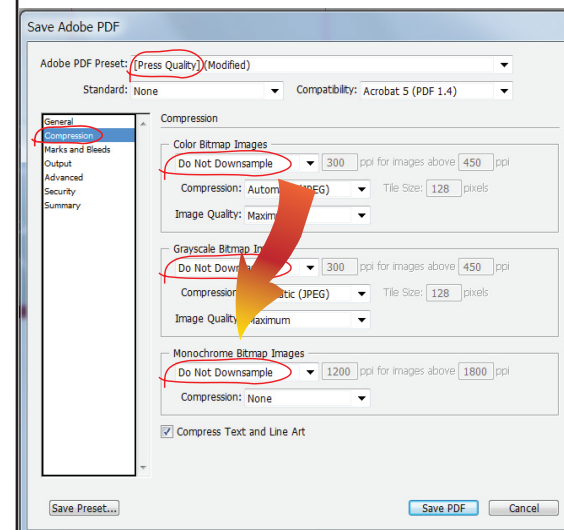 Save Adobe PDF
Adobe PDF Preset: [Press Quality] (Modified)
Standard: None Compatibility: Acrobat 5 (PDF 1.4)
General
Compression
Marks and Bleeds
Output
Advanced
Security
Summary
Compression
Color Bitmap Images
Do Not Downsample 300 ppi for images above 450 ppi
Compression: (JPEG) Tile Size: 128 pixels
Image Quality:
Grayscale Bitmap
Do Not 300 ppi for images above 450 ppi
Compression (JPEG) Tile Size: 128 pixels
Image Quality Maximum
Monochrome Bitmap Images
Do Not Downsample 1200 ppi for images above 1800 ppi
Compression: None
Compress Text and Line Art
Save Preset... Save PDF Cancel